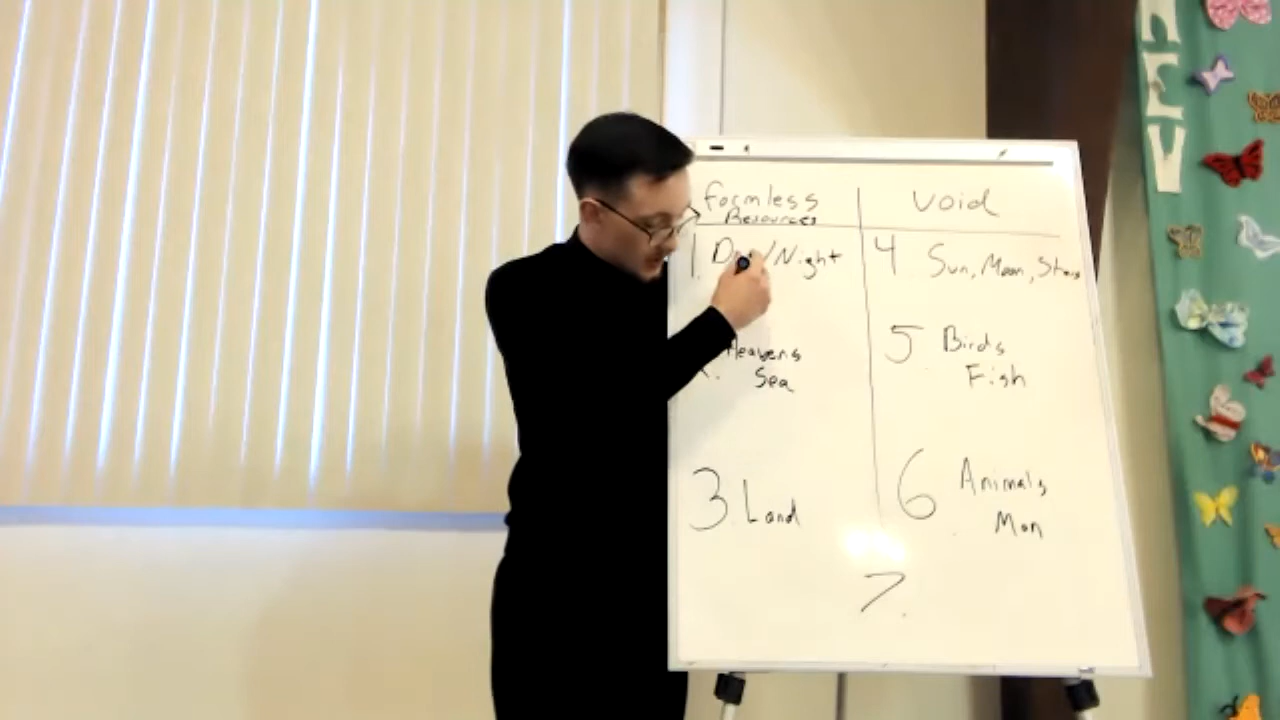 formless
Resources
void
1. Day/Night
4 Sun, Moon, Stars
Heavens
Sea
5 Birds
Fish
3. Land
6 Animals
Man
7.